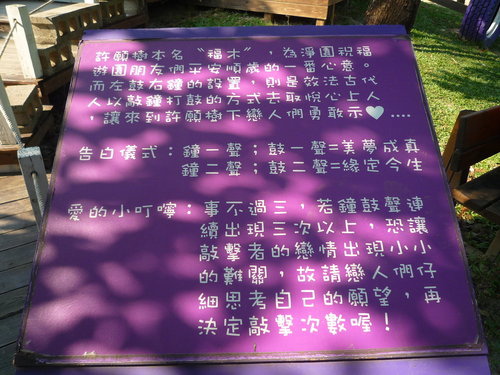 許願樹本名〝福木〞，為淨園祝福
遊園朋友們平安順歲的一番心意。
而左鼓右鐘的設置，則是效法古代
人以敲鐘打鼓的方式去取悅心上人
，讓來到許願樹下戀人們勇敢示♥....
告白儀式：鐘一聲；鼓一聲=美夢成真
鐘二聲；鼓二聲=緣定今生
愛的小叮嚀：事不過三，若鐘鼓聲連
續出現三次以上，恐讓
敲擊者的戀情出現小小
的難關，故請戀人們仔
細思考自己的願望，再
決定敲擊次數喔！